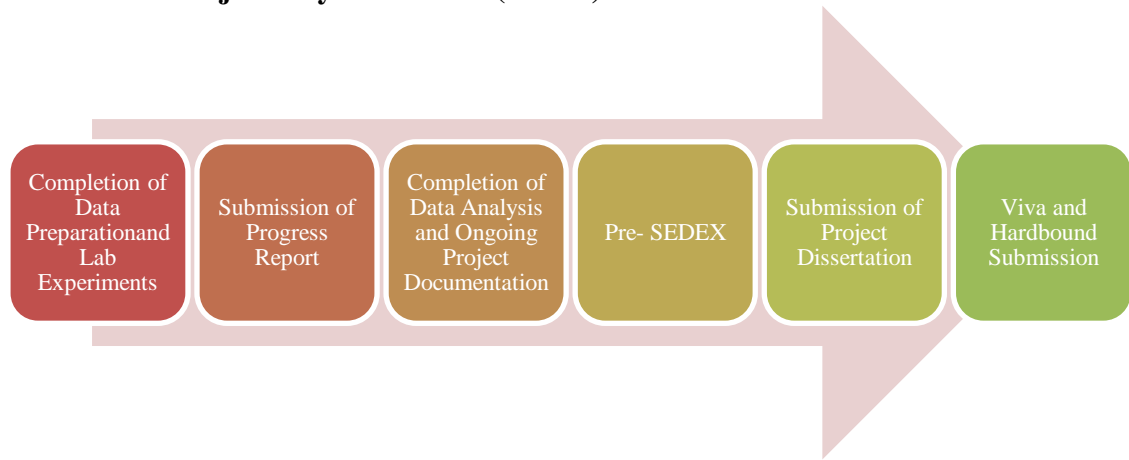 Completion of
Data
Preparationand
Lab
Experiments
Submission of
Progress
Report
Completion of
Data Analysis
and Ongoing
Project
Documentation
Pre- SEDEX
Submission of
Project
Dissertation
Viva and
Hardbound
Submission